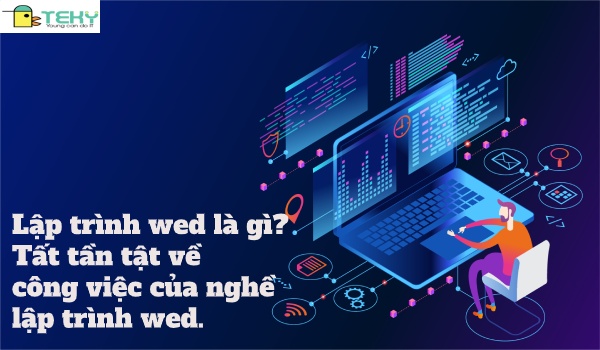 TEKY
Young can do IT
Lập trình wed là gì?
Tất tần tật về
công việc của nghề
lập trình wed.